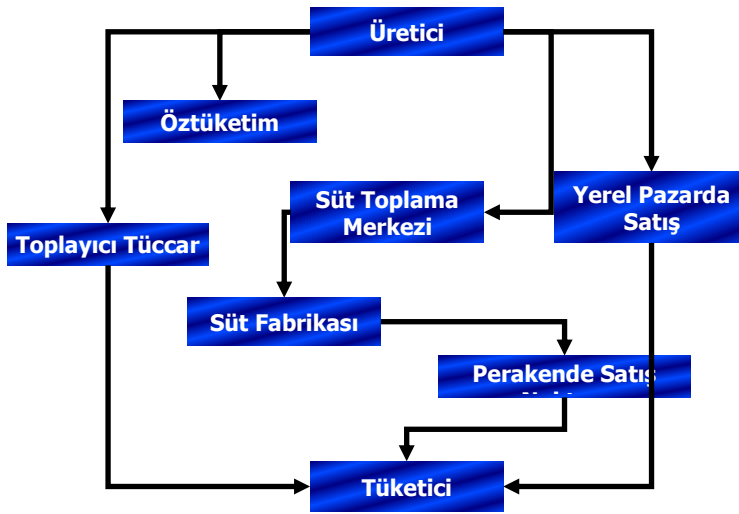 Üretici
Öztüketim
Süt Toplama
Merkezi
Yerel Pazarda
Satış
Toplayıcı Tüccar
Süt Fabrikası
Perakende Satış
Tüketici